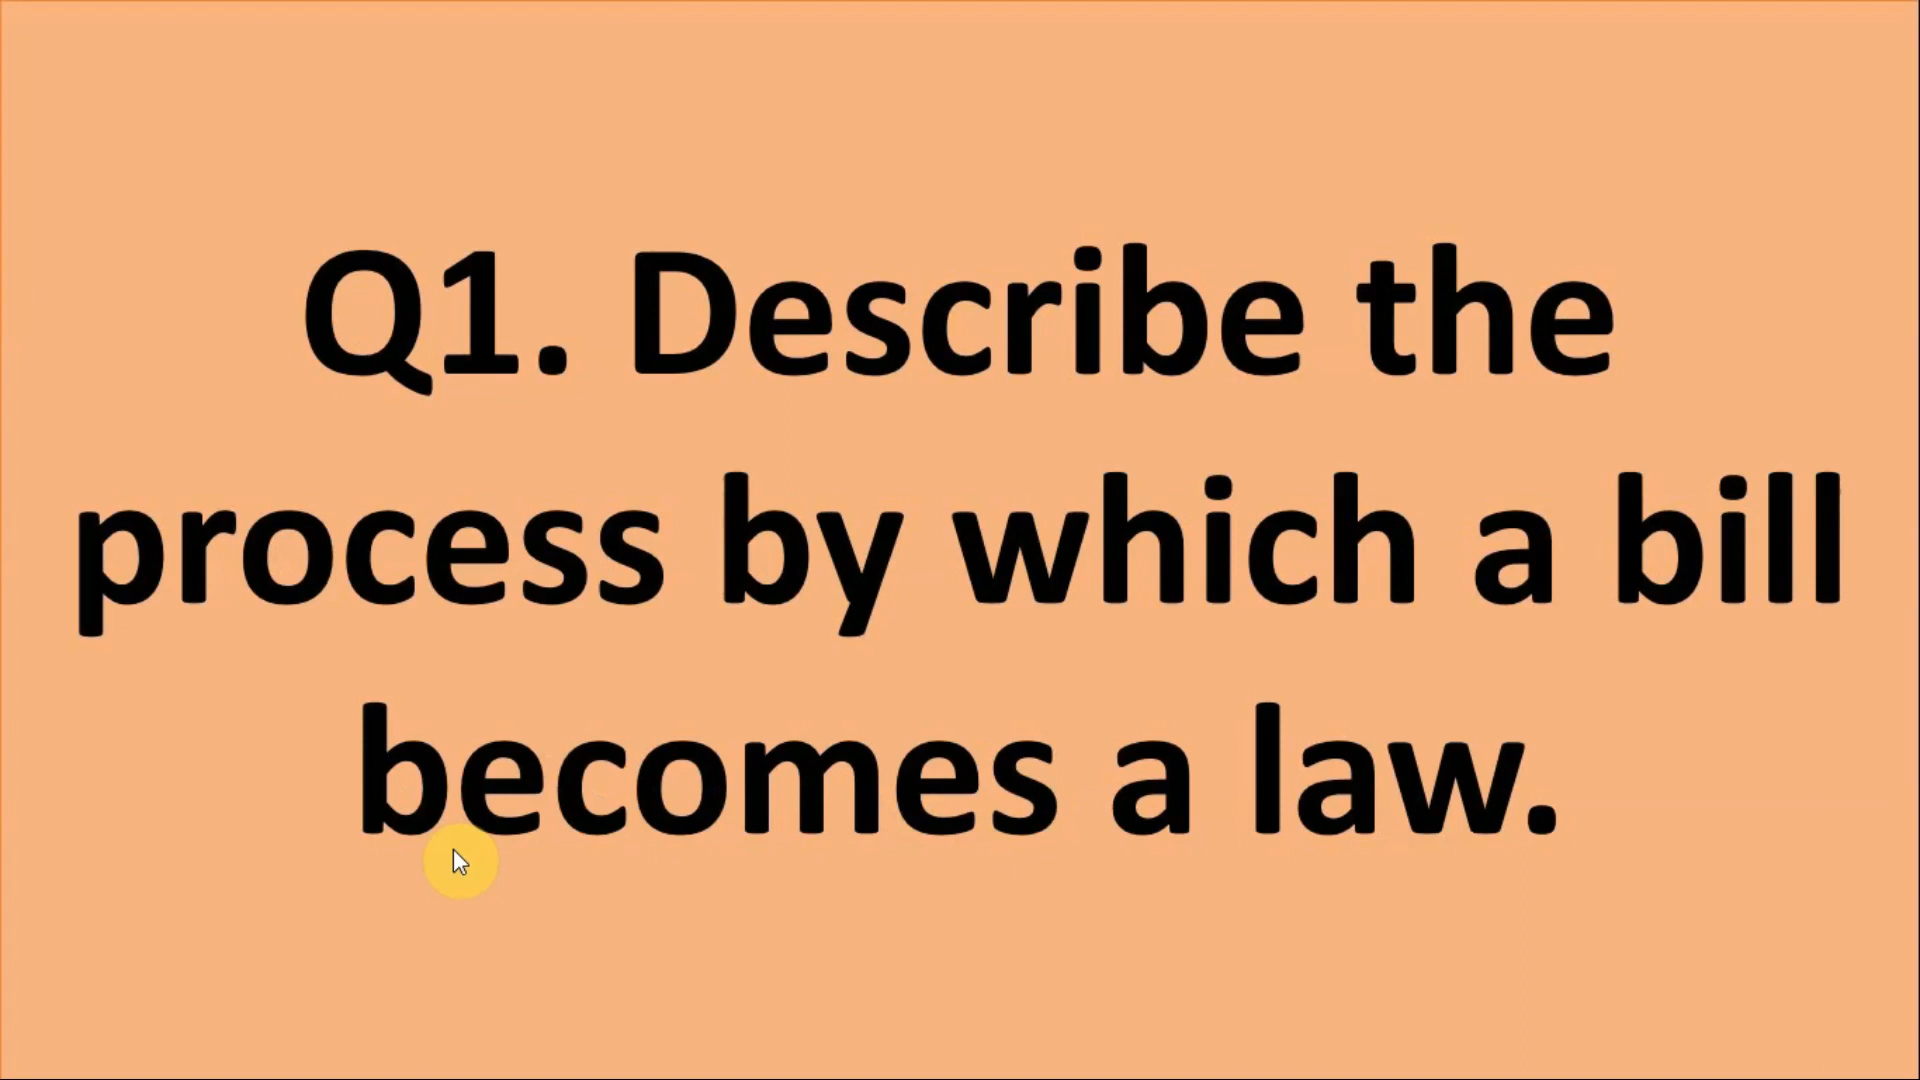 Q1. Describe the
process by which a bill
becomes a law.